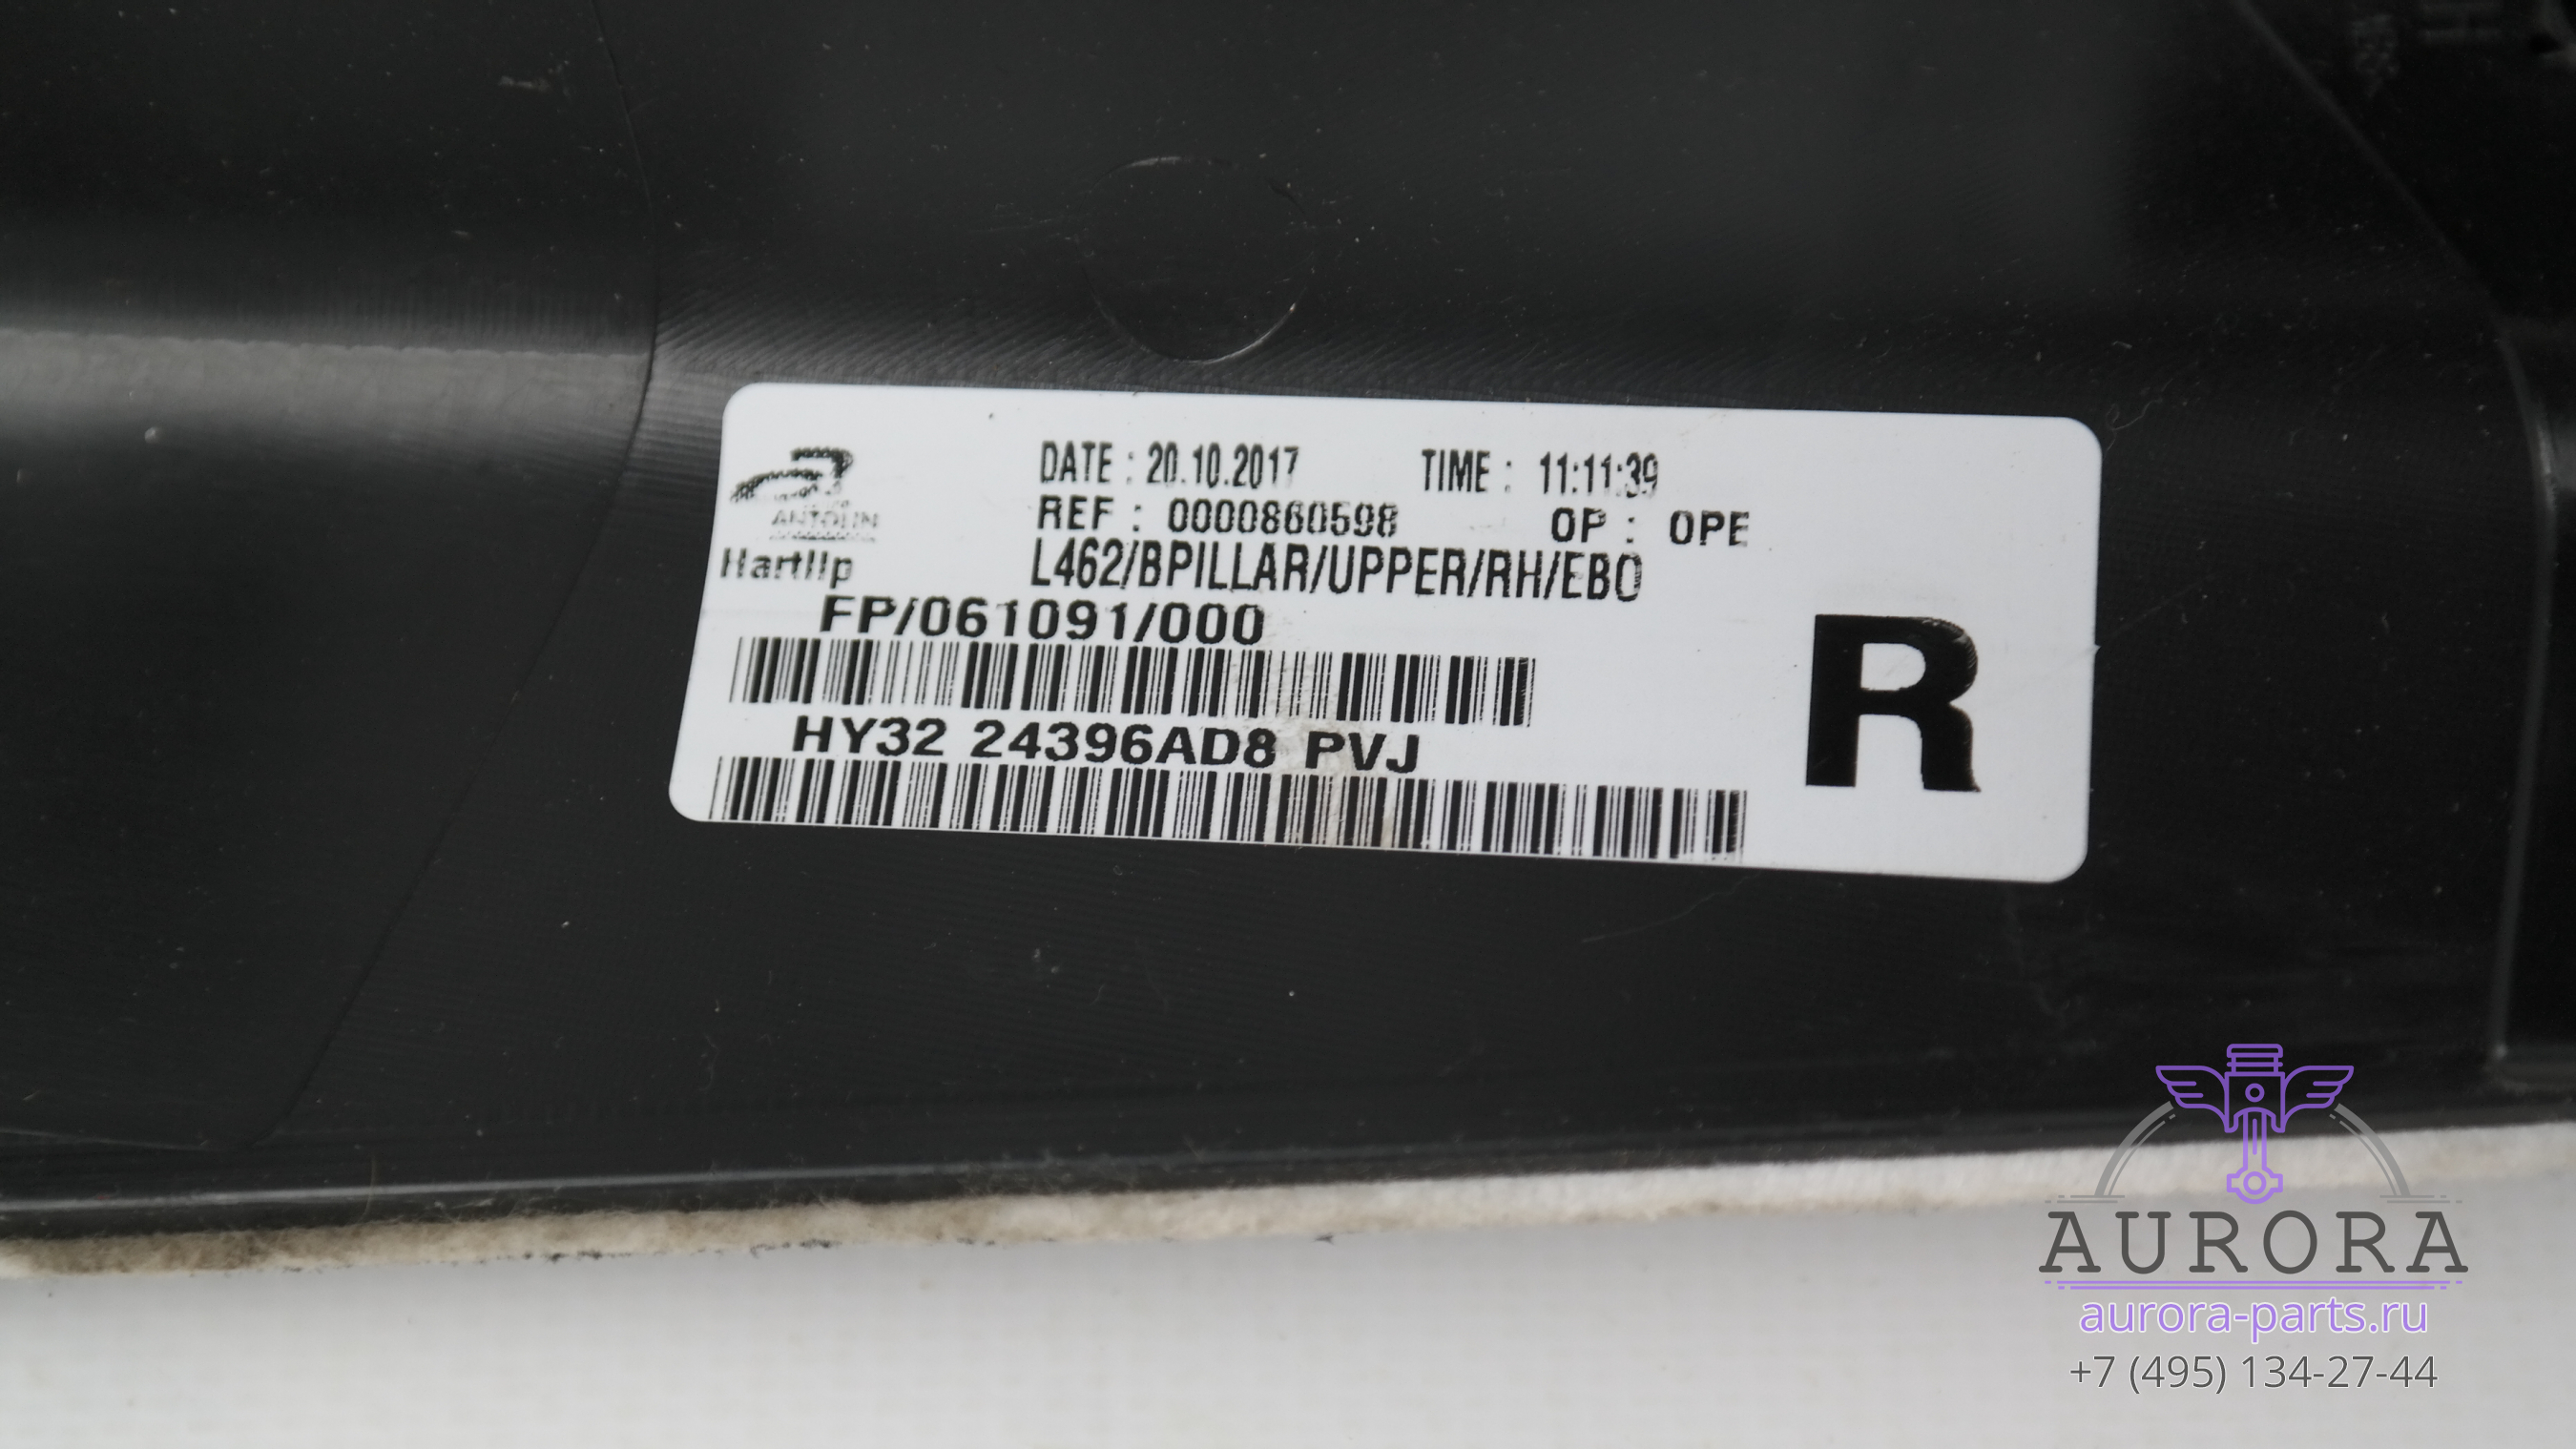 DATE : 20.10.2017 TIME : 11:11:39
ANTOLIN
REF : 0000860598 OP : OPE
Hartlip
L462/BPILLAR/UPPER/RH/EBO
FP/061091/000
HY32 24396AD8 PVJ
R
AURORA
aurora-parts.ru
+7 (495) 134-27-44